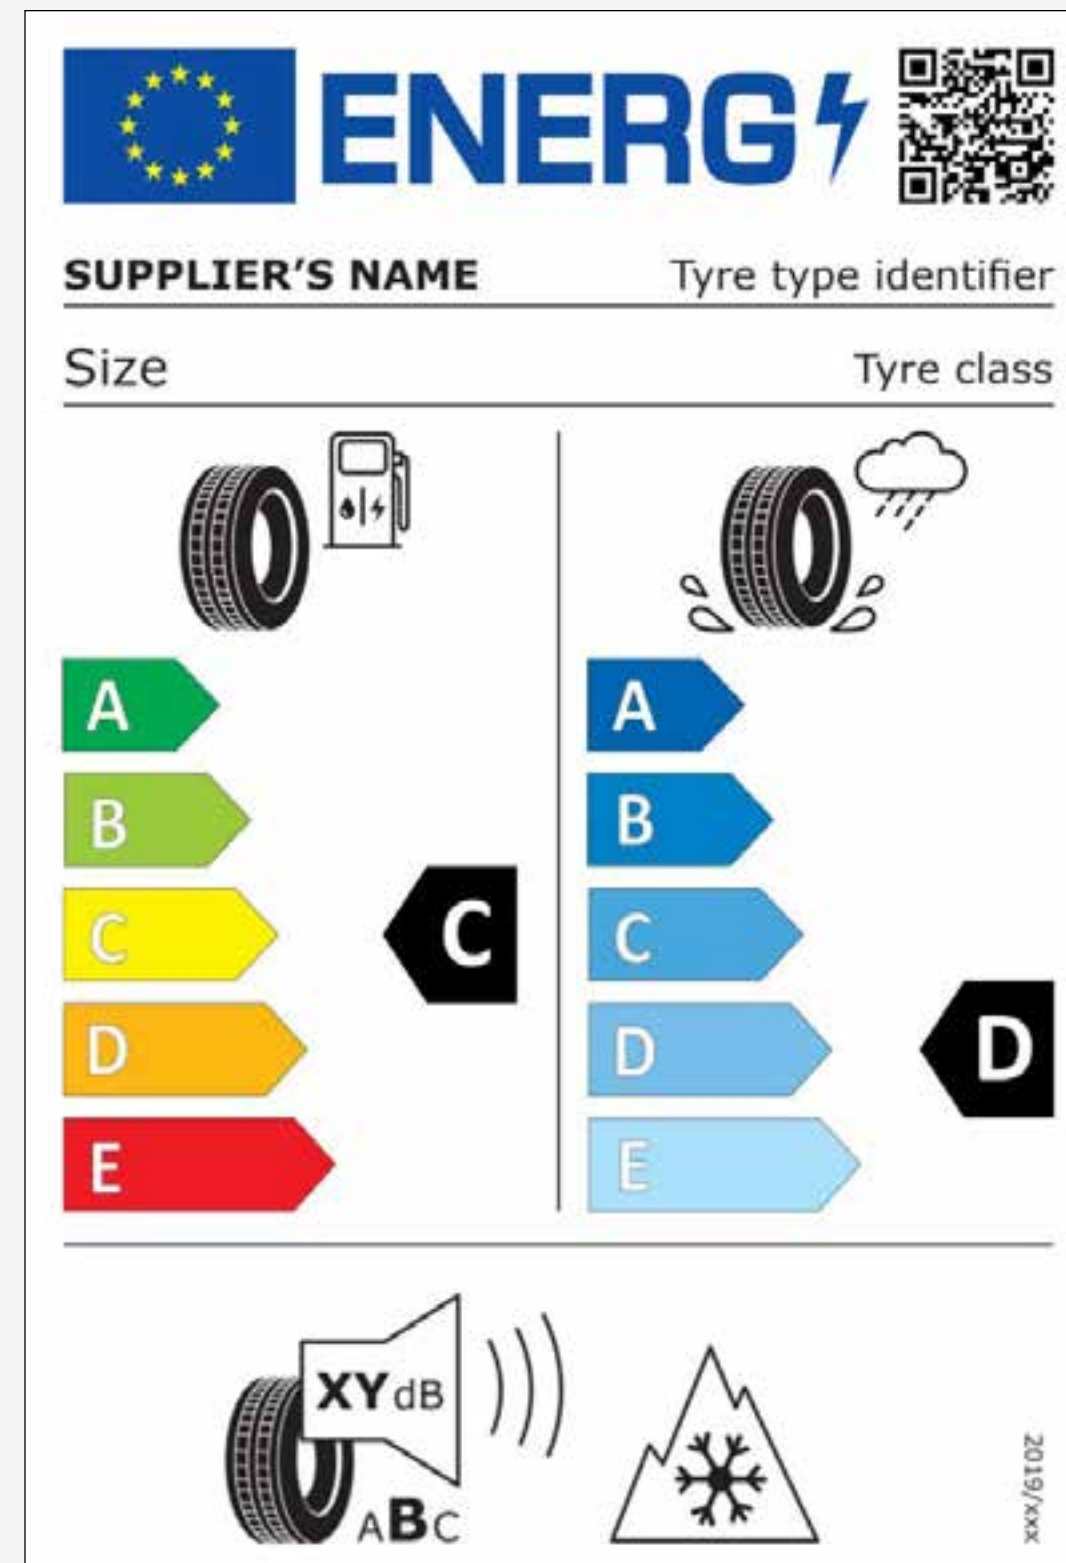 ENERG
SUPPLIER'S NAME Tyre type identifier
Size Tyre class
A
B
C
D
E
C
A
B
C
D
E
D
XYdB
ABC
2019/xxx